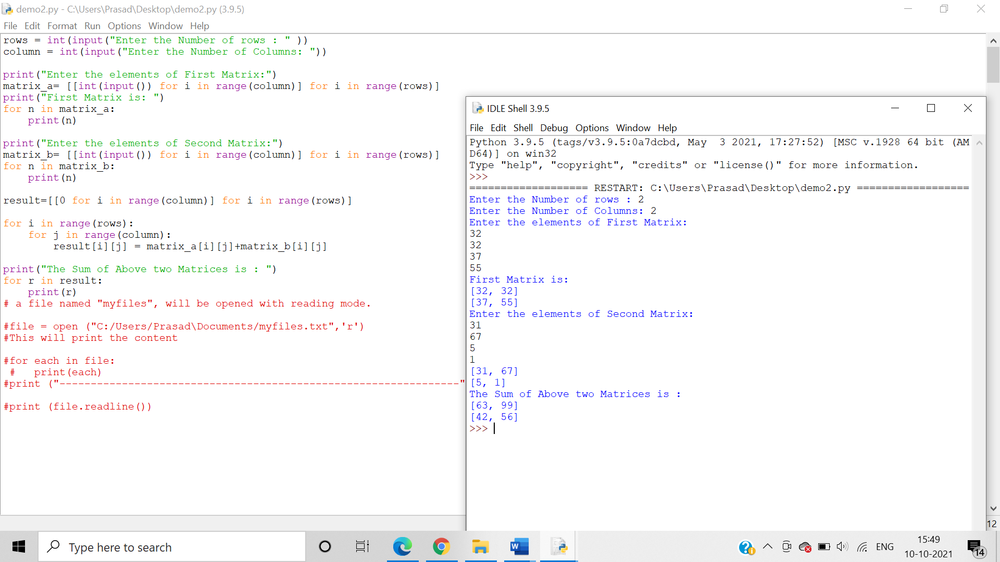 demo2.py - C:\Users\Prasad\Desktop\demo2.py (3.9.5)
File Edit Format Run Options Window Help
rows = int(input("Enter the Number of rows : " ))
column = int(input("Enter the Number of Columns: "))
print("Enter the elements of First Matrix:")
matrix_a= [[int(input()) for i in range(column)] for i in range(rows)]
print("First Matrix is: ")
for n in matrix_a:
    print(n)
print("Enter the elements of Second Matrix:")
matrix_b= [[int(input()) for i in range(column)] for i in range(rows)]
for n in matrix_b:
    print(n)
result=[[0 for i in range(column)] for i in range(rows)]
for i in range(rows):
    for j in range(column):
        result[i][j] = matrix_a[i][j]+matrix_b[i][j]
print("The Sum of Above two Matrices is : ")
for r in result:
    print(r)
# a file named "myfiles", will be opened with reading mode.
#file = open ("C:/Users/Prasad\Documents/myfiles.txt",'r')
#This will print the content
#for each in file:
 #   print(each)
#print ("----------------------------------------------------------------"
#print (file.readline())
IDLE Shell 3.9.5
File Edit Shell Debug Options Window Help
Python 3.9.5 (tags/v3.9.5:0a7dcbd, May  3 2021, 17:27:52) [MSC v.1928 64 bit (AM
D64)] on win32
Type "help", "copyright", "credits" or "license()" for more information.
>>>
=================== RESTART: C:\Users\Prasad\Desktop\demo2.py ==================
Enter the Number of rows : 2
Enter the Number of Columns: 2
Enter the elements of First Matrix:
32
32
37
55
First Matrix is:
[32, 32]
[37, 55]
Enter the elements of Second Matrix:
31
67
5
1
[31, 67]
[5, 1]
The Sum of Above two Matrices is :
[63, 99]
[42, 56]
>>>
12
Type here to search
W
ENG
15:49
10-10-2021
14